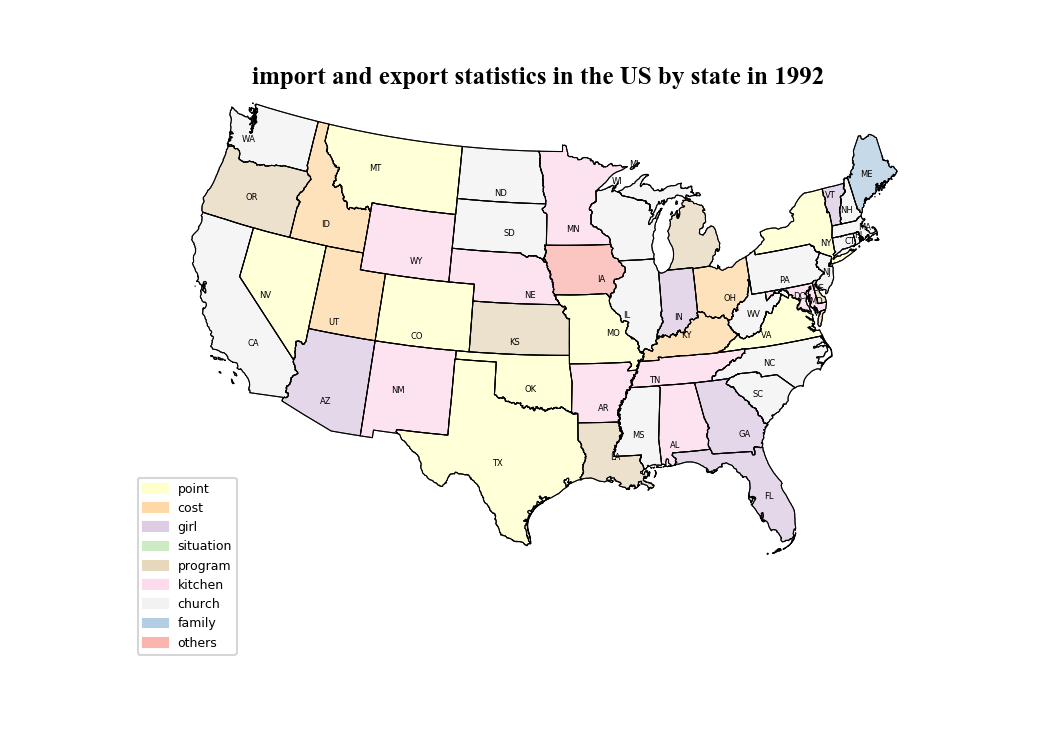 import and export statistics in the US by state in 1992
WA
MT
ND
MN
MI
WI
ME
OR
ID
SD
WY
VT
NH
MA
NY
CT
NV
UT
CO
NE
IA
IL
IN
OH
PA
NJ
DE
DC
MD
CA
KS
MO
KY
WV
VA
AZ
NM
OK
AR
TN
NC
SC
TX
LA
MS
AL
GA
FL
point
cost
girl
situation
program
kitchen
church
family
others